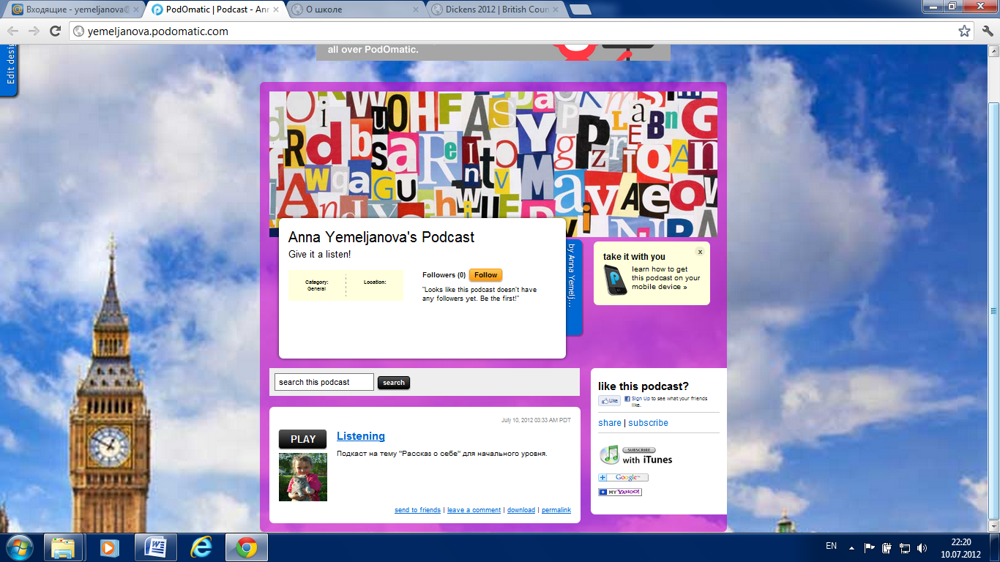 Входящие - yemeljanova@
PodOmatic | Podcast - Ann
О школе
Dickens 2012 | British Coun
yemeljanova.podomatic.com
Edit desi
all over PodOmatic.
Anna Yemeljanova's Podcast
Give it a listen!
Category:
General
Location:
Followers (0) Follow
"Looks like this podcast doesn't have
any followers yet. Be the first!"
by Anna Yemelj...
x
take it with you
learn how to get
this podcast on your
mobile device »
search this podcast search
like this podcast?
Like Sign Up to see what your friends
like.
share | subscribe
SUBSCRIBE
with iTunes
Google™
MY YAHOO!
July 10, 2012 03:33 AM PDT
PLAY
Listening
Подкаст на тему "Рассказ о себе" для начального уровня.
send to friends | leave a comment | download | permalink
EN
22:20
10.07.2012